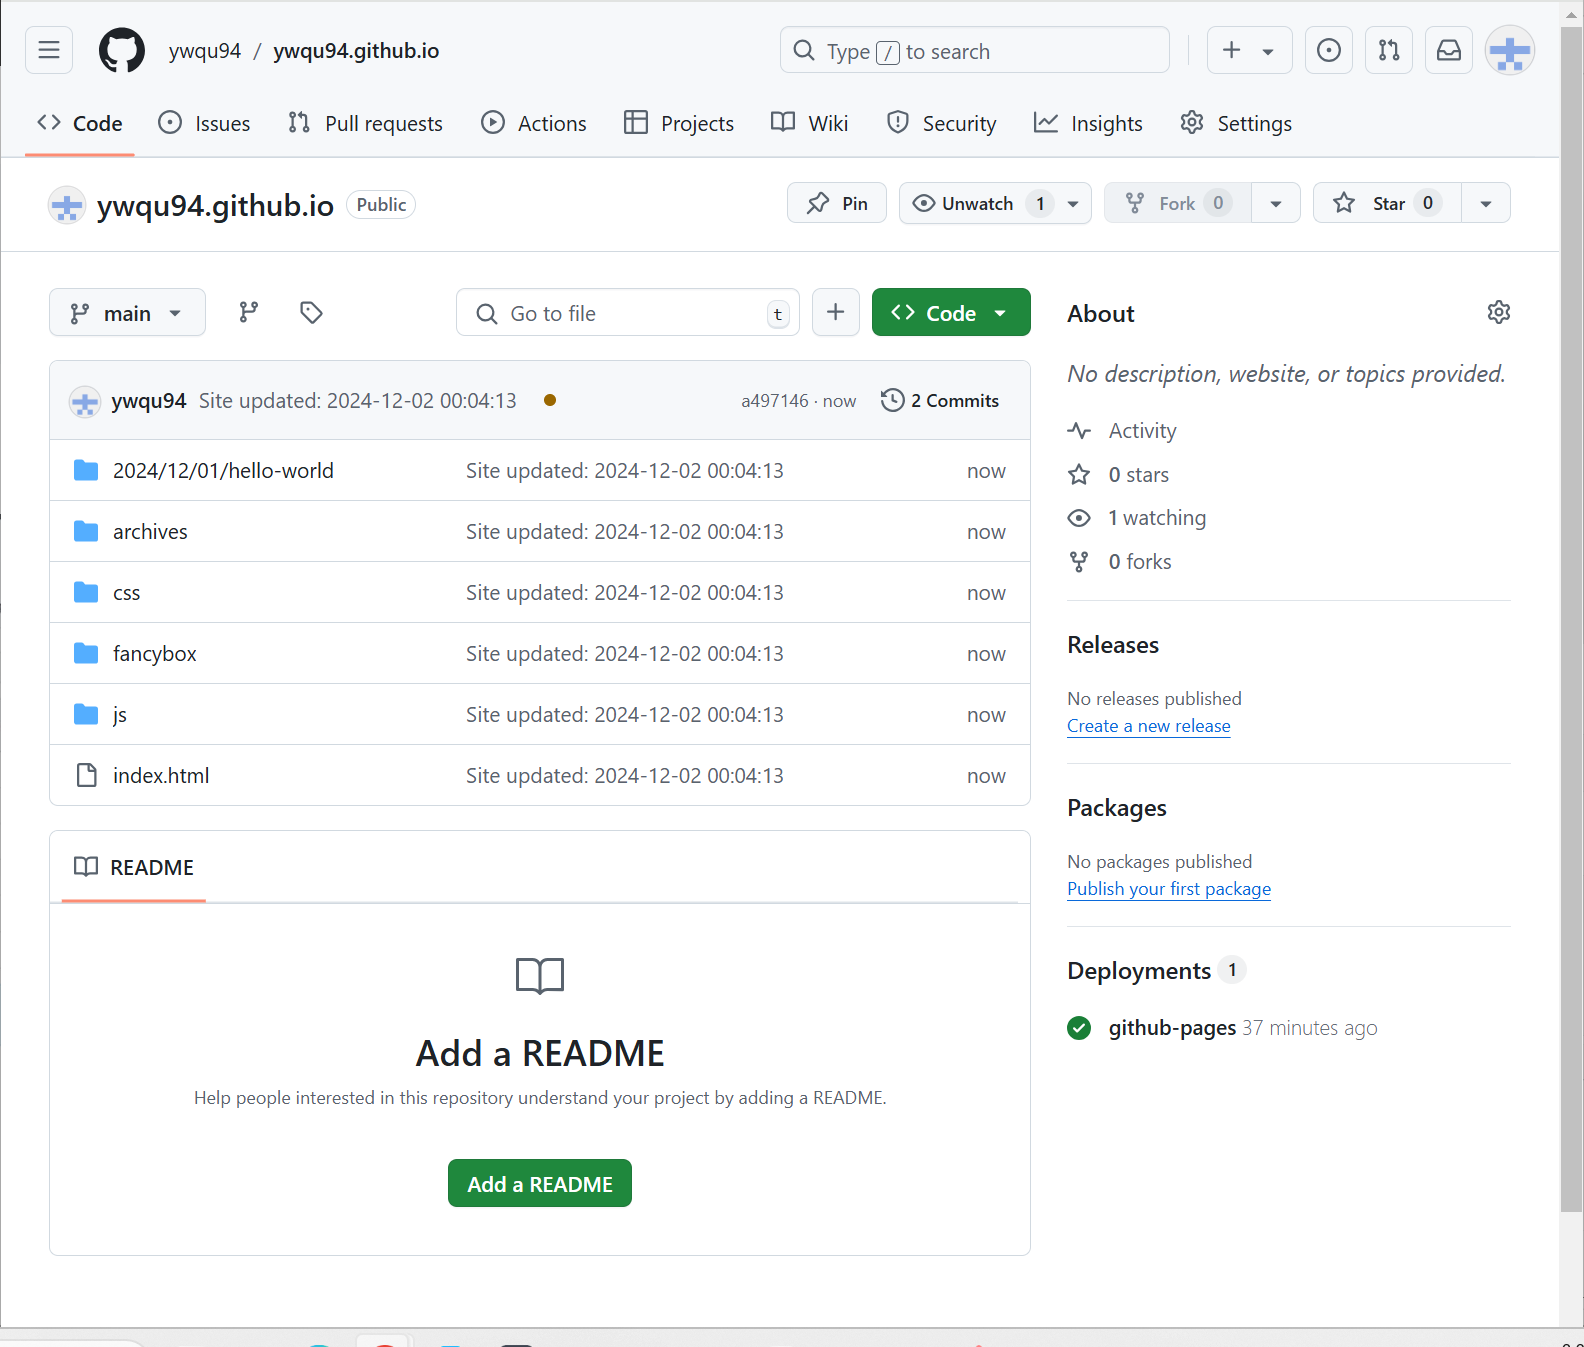 ywqu94 / ywqu94.github.io
Type / to search
Code Issues Pull requests Actions Projects Wiki Security Insights Settings
ywqu94.github.io Public
Pin Unwatch 1 Fork 0 Star 0
main Go to file t Code
ywqu94 Site updated: 2024-12-02 00:04:13 a497146 · now 2 Commits
2024/12/01/hello-world Site updated: 2024-12-02 00:04:13 now
archives Site updated: 2024-12-02 00:04:13 now
css Site updated: 2024-12-02 00:04:13 now
fancybox Site updated: 2024-12-02 00:04:13 now
js Site updated: 2024-12-02 00:04:13 now
index.html Site updated: 2024-12-02 00:04:13 now
README
Add a README
Help people interested in this repository understand your project by adding a README.
Add a README
About
No description, website, or topics provided.
Activity
0 stars
1 watching
0 forks
Releases
No releases published
Create a new release
Packages
No packages published
Publish your first package
Deployments 1
github-pages 37 minutes ago